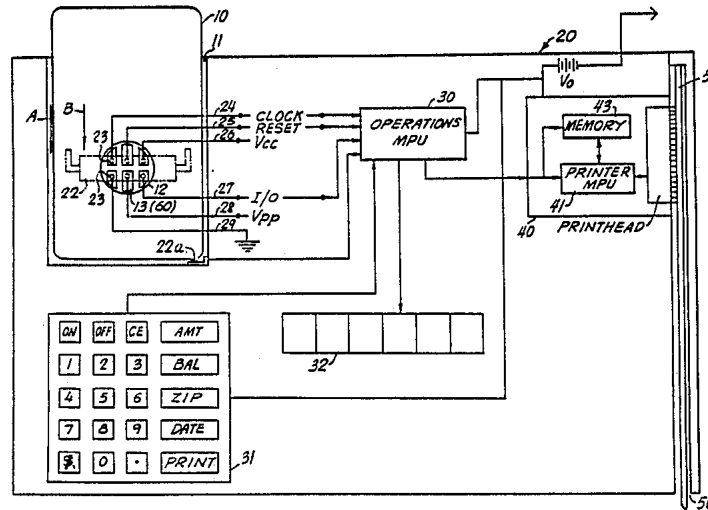 10
11
20
A
B
24
25
26
CLOCK
RESET
Vcc
30
OPERATIONS
MPU
V0
43
MEMORY
23
23
22
12
27
I/O
13 (60)
28
Vpp
29
22a
PRINTER
MPU
41
40
PRINTHEAD
ON OFF CE AMT
1 2 3 BAL
4 5 6 ZIP
7 8 9 DATE
$ 0 . PRINT
31
32